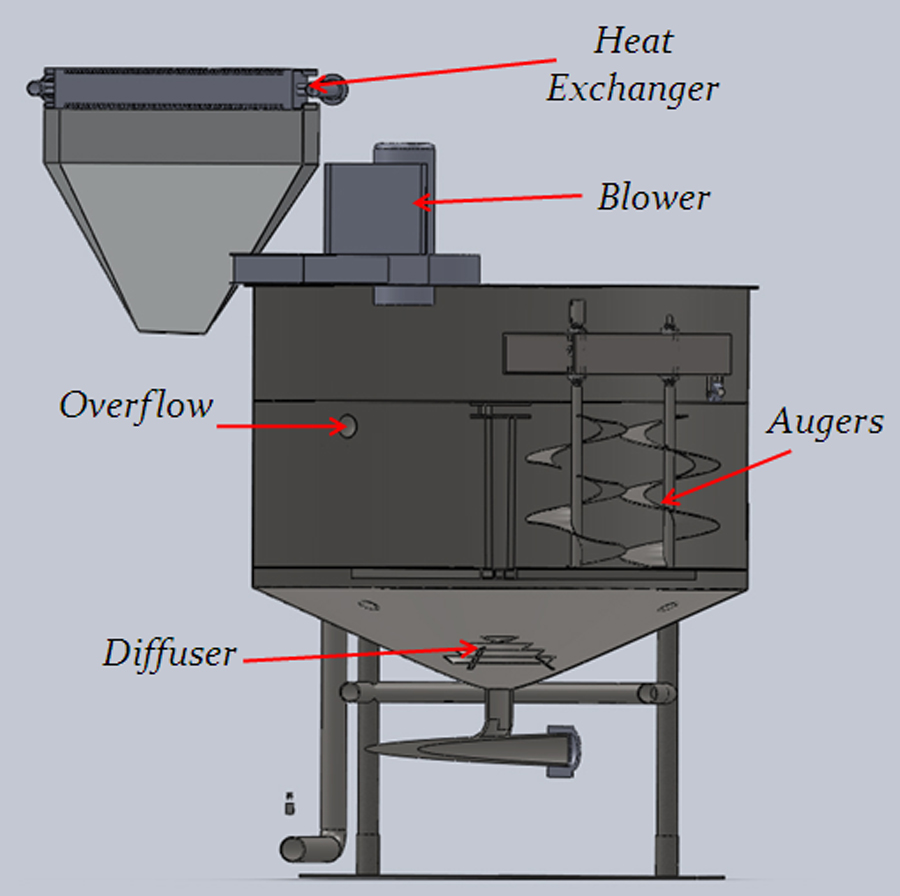 Heat
Exchanger
Blower
Overflow
Augers
Diffuser